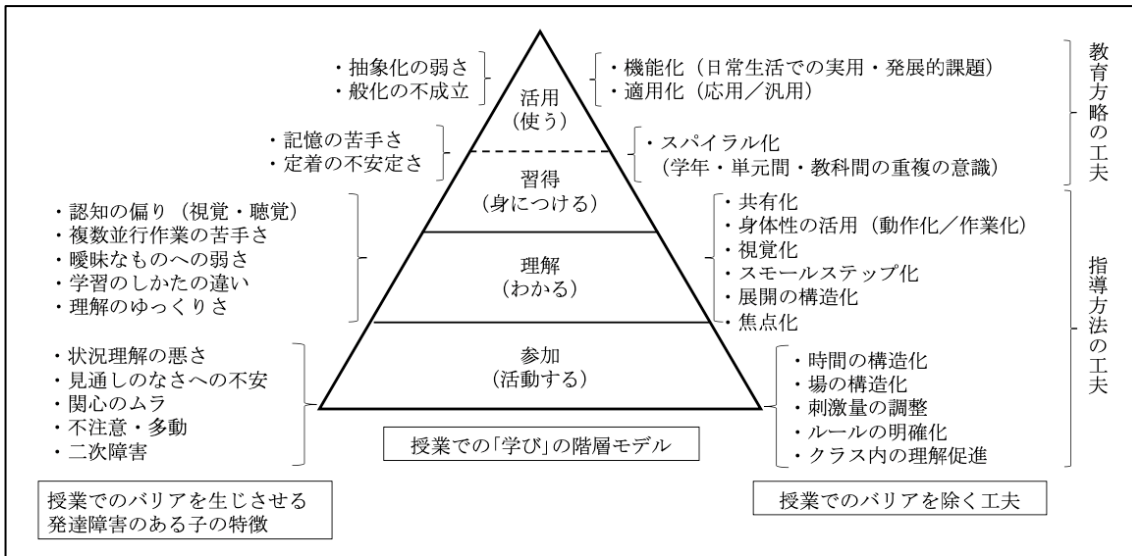 ・抽象化の弱さ
・般化の不成立
活用
(使う)
・機能化（日常生活での実用・発展的課題）
・適用化（応用／汎用）
・記憶の苦手さ
・定着の不安定さ
習得
(身につける)
・スパイラル化
（学年・単元間・教科間の重複の意識）
教育方略の工夫
・認知の偏り（視覚・聴覚）
・複数並行作業の苦手さ
・曖昧なものへの弱さ
・学習のしかたの違い
・理解のゆっくりさ
理解
(わかる)
・共有化
・身体性の活用（動作化／作業化）
・視覚化
・スモールステップ化
・展開の構造化
・焦点化
・状況理解の悪さ
・見通しのなさへの不安
・関心のムラ
・不注意・多動
・二次障害
参加
(活動する)
・時間の構造化
・場の構造化
・刺激量の調整
・ルールの明確化
・クラス内の理解促進
指導方法の工夫
授業での「学び」の階層モデル
授業でのバリアを生じさせる
発達障害のある子の特徴
授業でのバリアを除く工夫